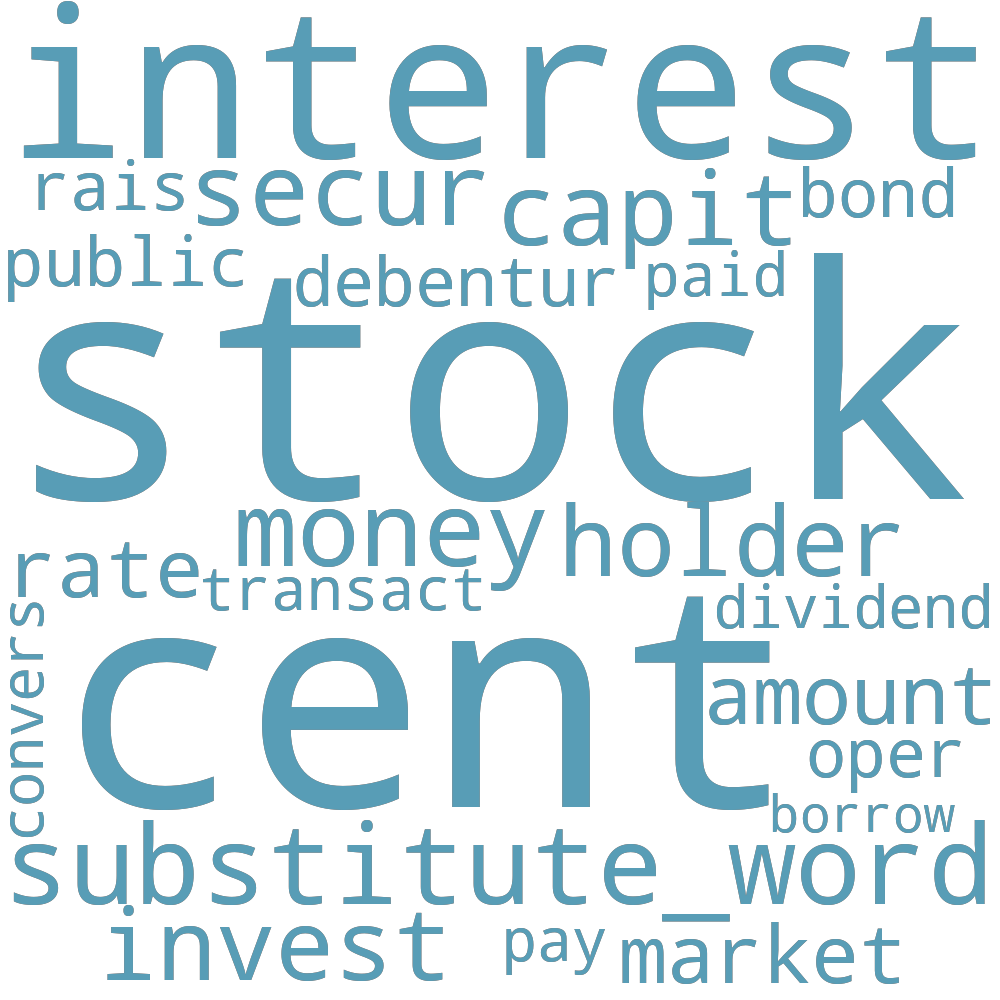 interest
rais secur capit bond
public debentur paid
stock
money holder
rate transact
dividend
convers
cent
amount
oper
borrow
substitute_word
invest pay market